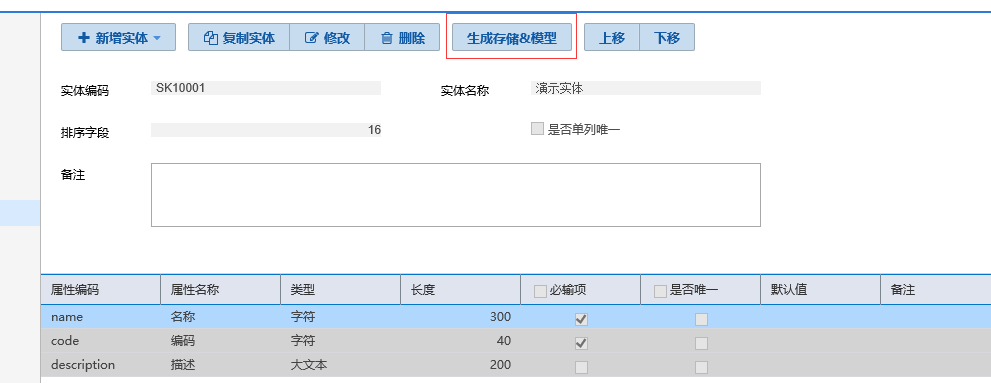 新增实体 复制实体 修改 删除 生成存储&模型 上移 下移
实体编码 SK10001 实体名称 演示实体
排序字段 16 是否单列唯一
备注
属性编码 属性名称 类型 长度 必输项 是否唯一 默认值 备注
name 名称 字符 300
code 编码 字符 40
description 描述 大文本 200